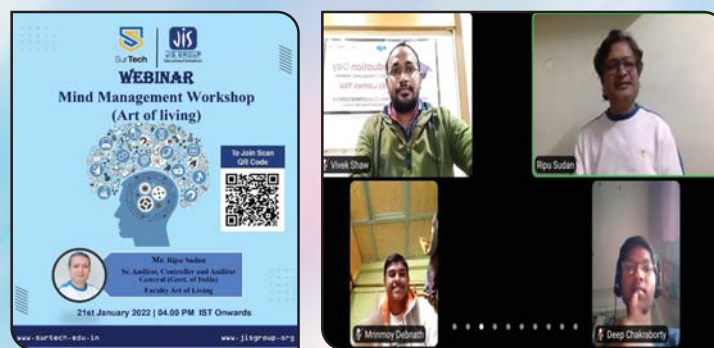 SurTech
JIS
JIS GROUP
Educational Initiatives
WEBINAR
Mind Management Workshop
(Art of living)
To Join Scan
QR Code
Mr. Ripu Sudan
Sr. Auditor, Controller and Auditor
General (Govt. of India)
Faculty Art of Living
21st January 2022 | 04.00 PM IST Onwards
www-surtech-edu-in
www-jisgroup-org
Vivek Shaw
Ripu Sudan
Mrinmoy Debnath
Deep Chakraborty